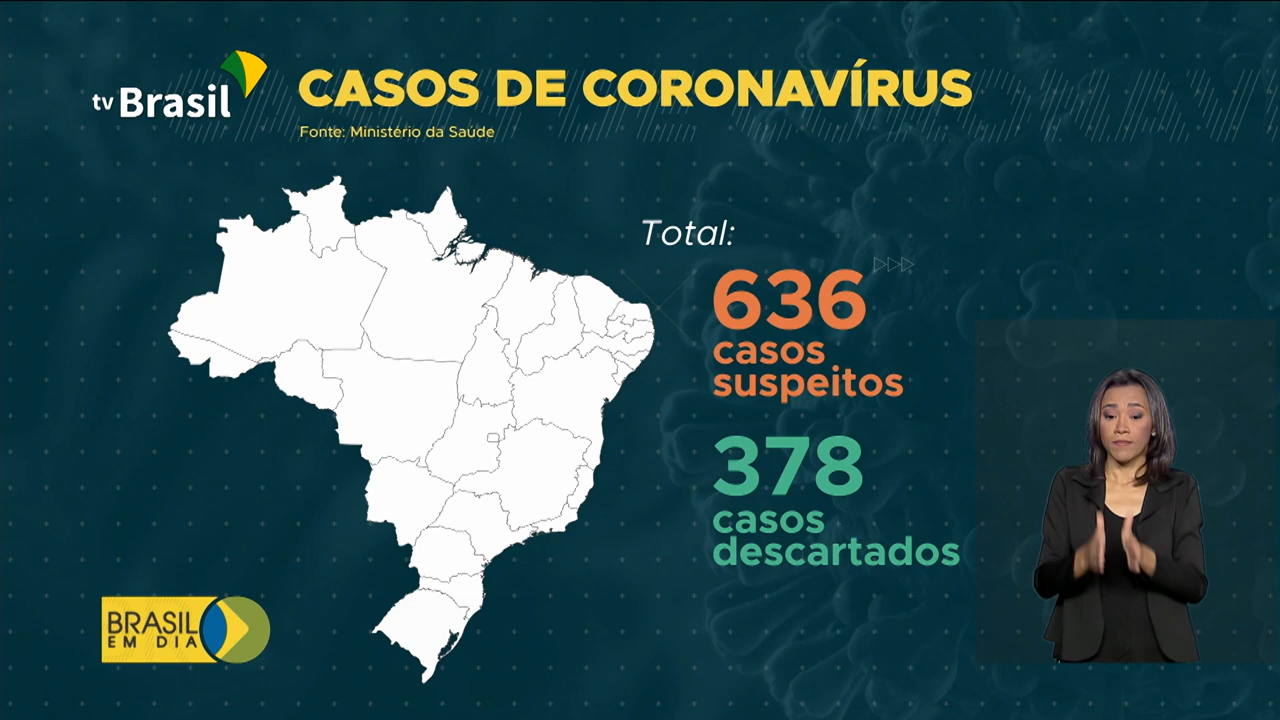 tv Brasil
CASOS DE CORONAVÍRUS
Fonte: Ministério da Saúde
Total:
636
casos
suspeitos
378
casos
descartados
BRASIL
EM DIA